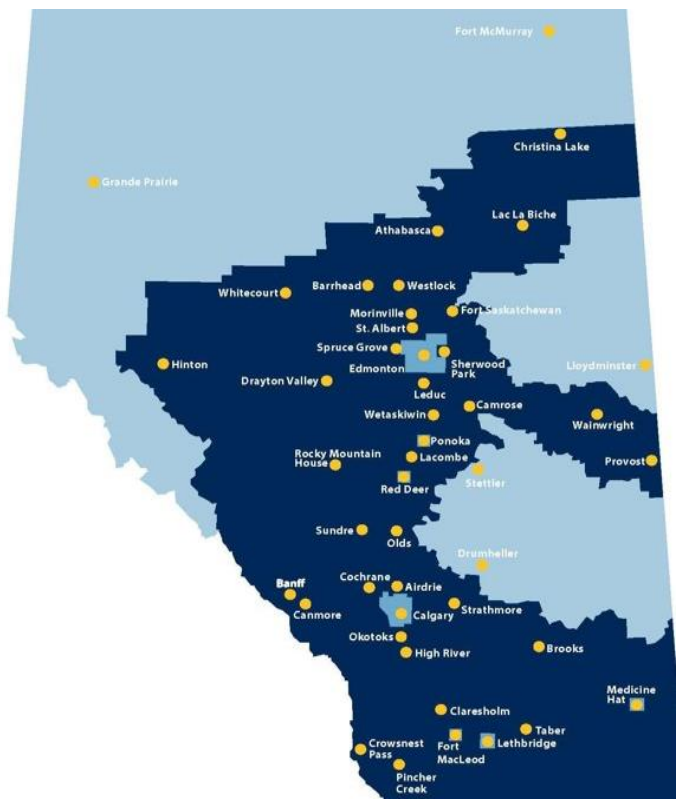 Fort McMurray
Christina Lake
Grande Prairie
Lac La Biche
Athabasca
Barrhead
Westlock
Whitecourt
Morinville
Fort Saskatchewan
St. Albert
Spruce Grove
Edmonton
Sherwood
Park
Hinton
Lloydminster
Drayton Valley
Leduc
Wetaskiwin
Camrose
Wainwright
Ponoka
Rocky Mountain
House
Lacombe
Provost
Red Deer
Stettler
Sundre
Olds
Drumheller
Banff
Cochrane
Airdrie
Canmore
Calgary
Strathmore
Okotoks
High River
Brooks
Medicine
Hat
Claresholm
Taber
Fort
MacLeod
Lethbridge
Crowsnest
Pass
Pincher
Creek